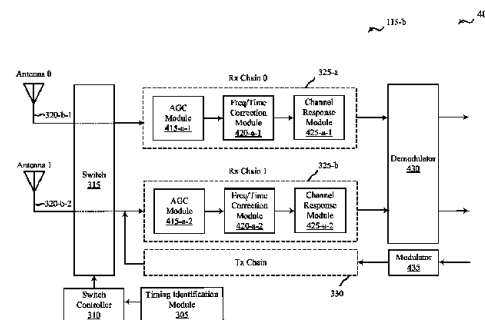 115-b
Rx Chain 0
325-a
Antenna 0
320-b-1
AGC
Module
415-a-1
Freq/Time
Correction
Module
420-a-1
Channel
Response
Module
425-a-1
Switch
315
Demodulator
430
Antenna 1
320-b-2
Rx Chain 1
325-b
AGC
Module
415-a-2
Freq/Time
Correction
Module
420-a-2
Channel
Response
Module
425-a-2
Tx Chain
Modulator
435
330
Switch
Controller
310
Timing Identification
Module
305